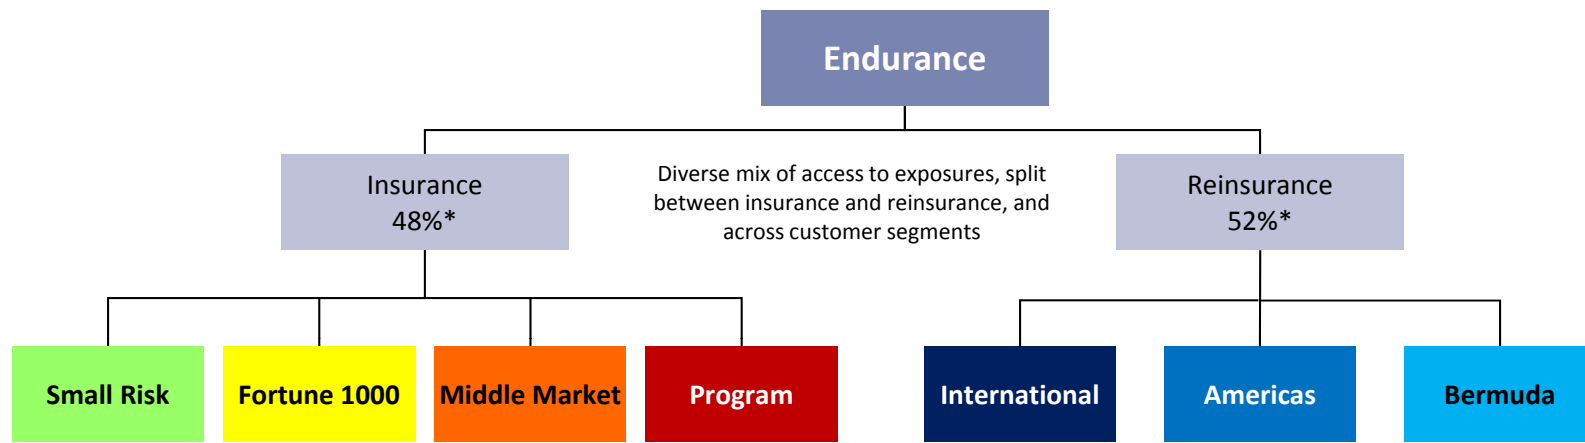 Endurance
Insurance
48%*
Diverse mix of access to exposures, split
between insurance and reinsurance, and
across customer segments
Reinsurance
52%*
Small Risk
Fortune 1000
Middle Market
Program
International
Americas
Bermuda